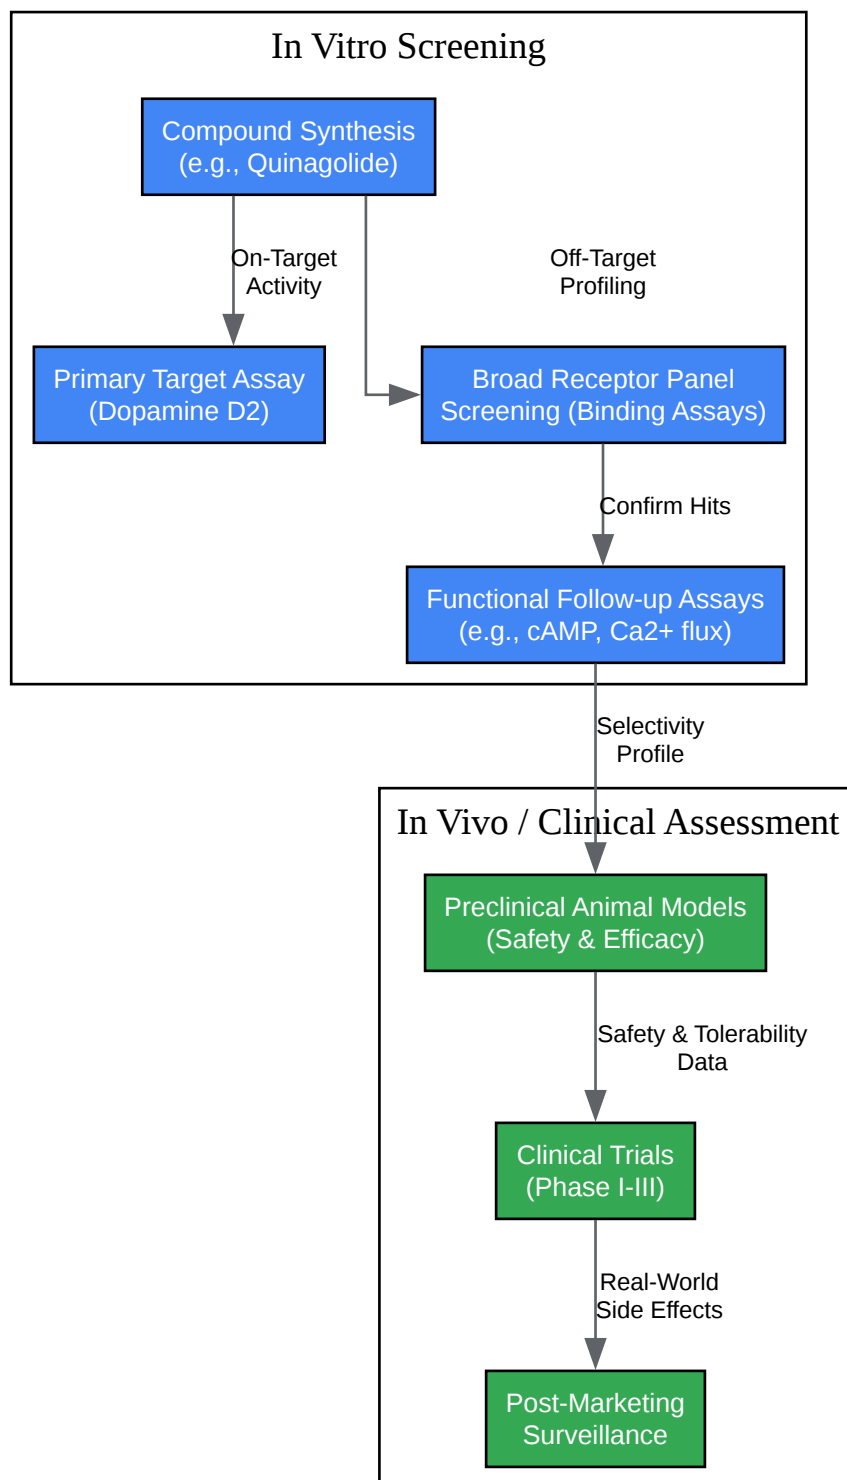 In Vitro Screening
Compound Synthesis
(e.g., Quinagolide)
On-Target
Activity
Off-Target
Profiling
Primary Target Assay
(Dopamine D2)
Broad Receptor Panel
Screening (Binding Assays)
Confirm Hits
Functional Follow-up Assays
(e.g., cAMP, Ca2+ flux)
Selectivity
Profile
In Vivo / Clinical Assessment
Preclinical Animal Models
(Safety & Efficacy)
Safety & Tolerability
Data
Clinical Trials
(Phase I-III)
Real-World
Side Effects
Post-Marketing
Surveillance